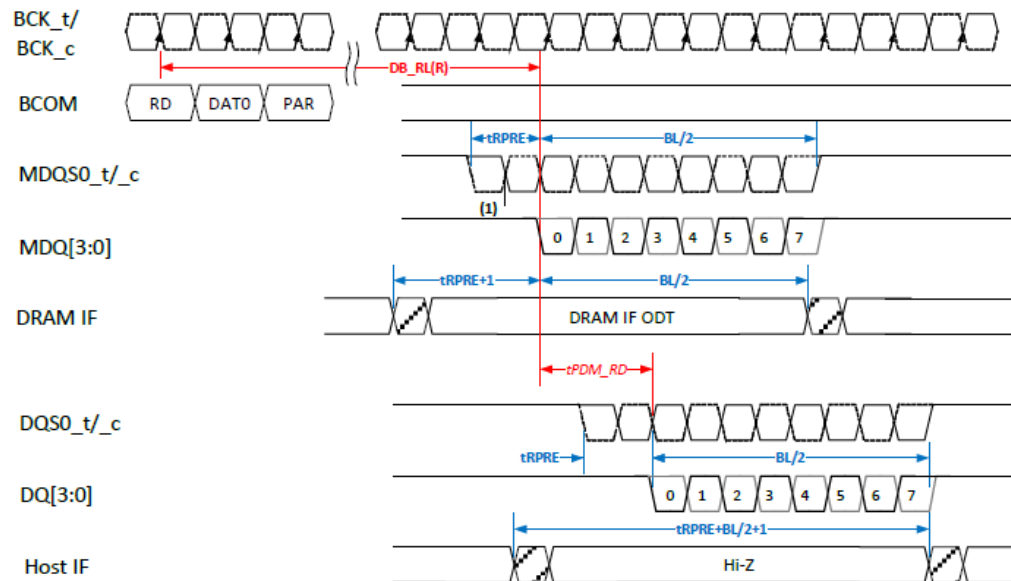 BCK_t/
BCK_c
DB_RL(R)
BCOM
RD DAT0 PAR
tRPRE BL/2
MDQS0_t/_c
(1)
MDQ[3:0]
0 1 2 3 4 5 6 7
tRPRE+1 BL/2
DRAM IF
DRAM IF ODT
tPDM_RD
DQS0_t/_c
tRPRE BL/2
DQ[3:0]
0 1 2 3 4 5 6 7
tRPRE+BL/2+1
Host IF
Hi-Z